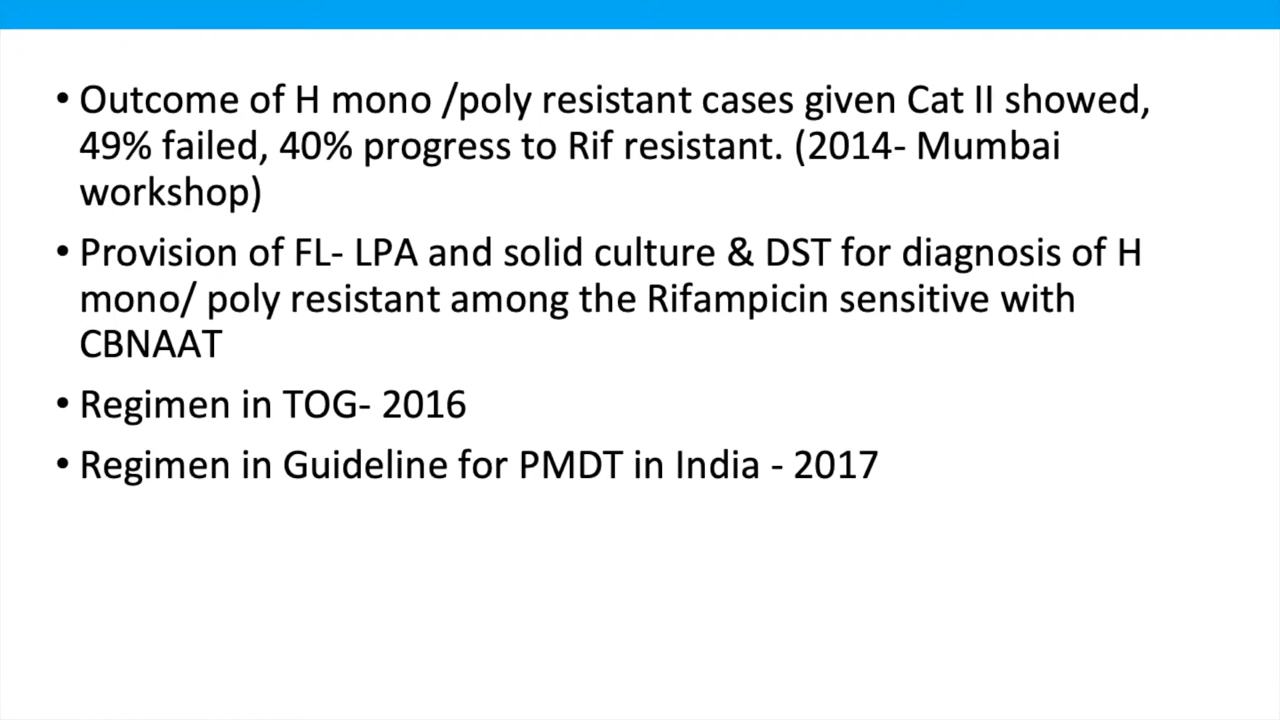 • Outcome of H mono /poly resistant cases given Cat II showed,
49% failed, 40% progress to Rif resistant. (2014- Mumbai
workshop)
• Provision of FL- LPA and solid culture & DST for diagnosis of H
mono/ poly resistant among the Rifampicin sensitive with
CBNAAT
• Regimen in TOG- 2016
• Regimen in Guideline for PMDT in India - 2017